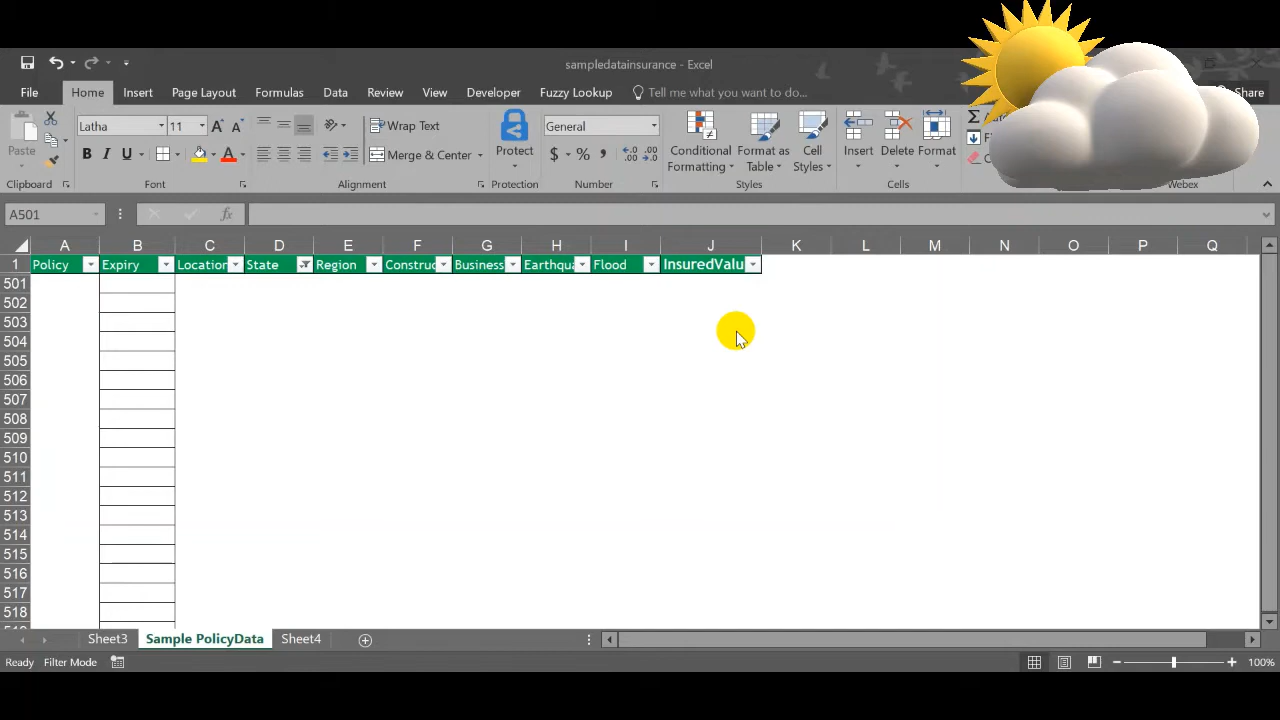 sampledatainsurance - Excel
File Home Insert Page Layout Formulas Data Review View Developer Fuzzy Lookup Tell me what you want to do... Share
Paste
Latha 11
B I U
Wrap Text
Merge & Center
Protect
General
$ % ,
Conditional Formatting
Format as Table
Cell Styles
Insert Delete Format
Clipboard Font Alignment Protection Number Styles Cells Webex
A501 fx
A B C D E F G H I J K L M N O P Q
1 Policy Expiry Location State Region Construc Business Earthqua Flood InsuredValu
501
502
503
504
505
506
507
508
509
510
511
512
513
514
515
516
517
518
Sheet3 Sample PolicyData Sheet4
Ready Filter Mode 100%